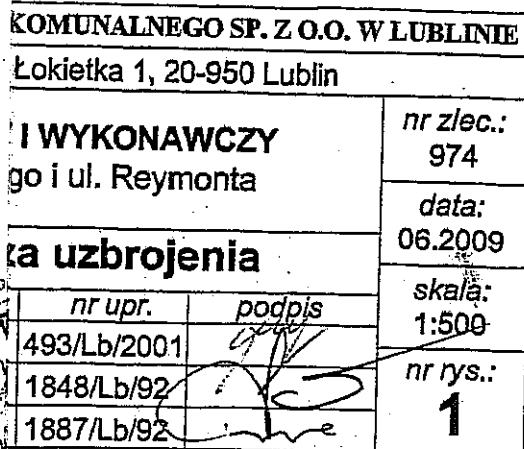 KOMUNALNEGO SP. Z O.O. W LUBLINIE
Łokietka 1, 20-950 Lublin
I WYKONAWCZY
go i ul. Reymonta
za uzbrojenia
nr zlec.:
974
data:
06.2009
skala:
1:500
nr rys.:
1
nr upr. podpis
493/Lb/2001
1848/Lb/92
1887/Lb/92